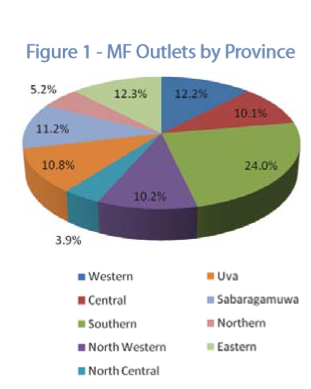 Figure 1 - MF Outlets by Province
5.2%
12.3%
12.2%
10.1%
11.2%
24.0%
10.8%
10.2%
3.9%
Western
Uva
Central
Sabaragamuwa
Southern
Northern
North Western
Eastern
North Central